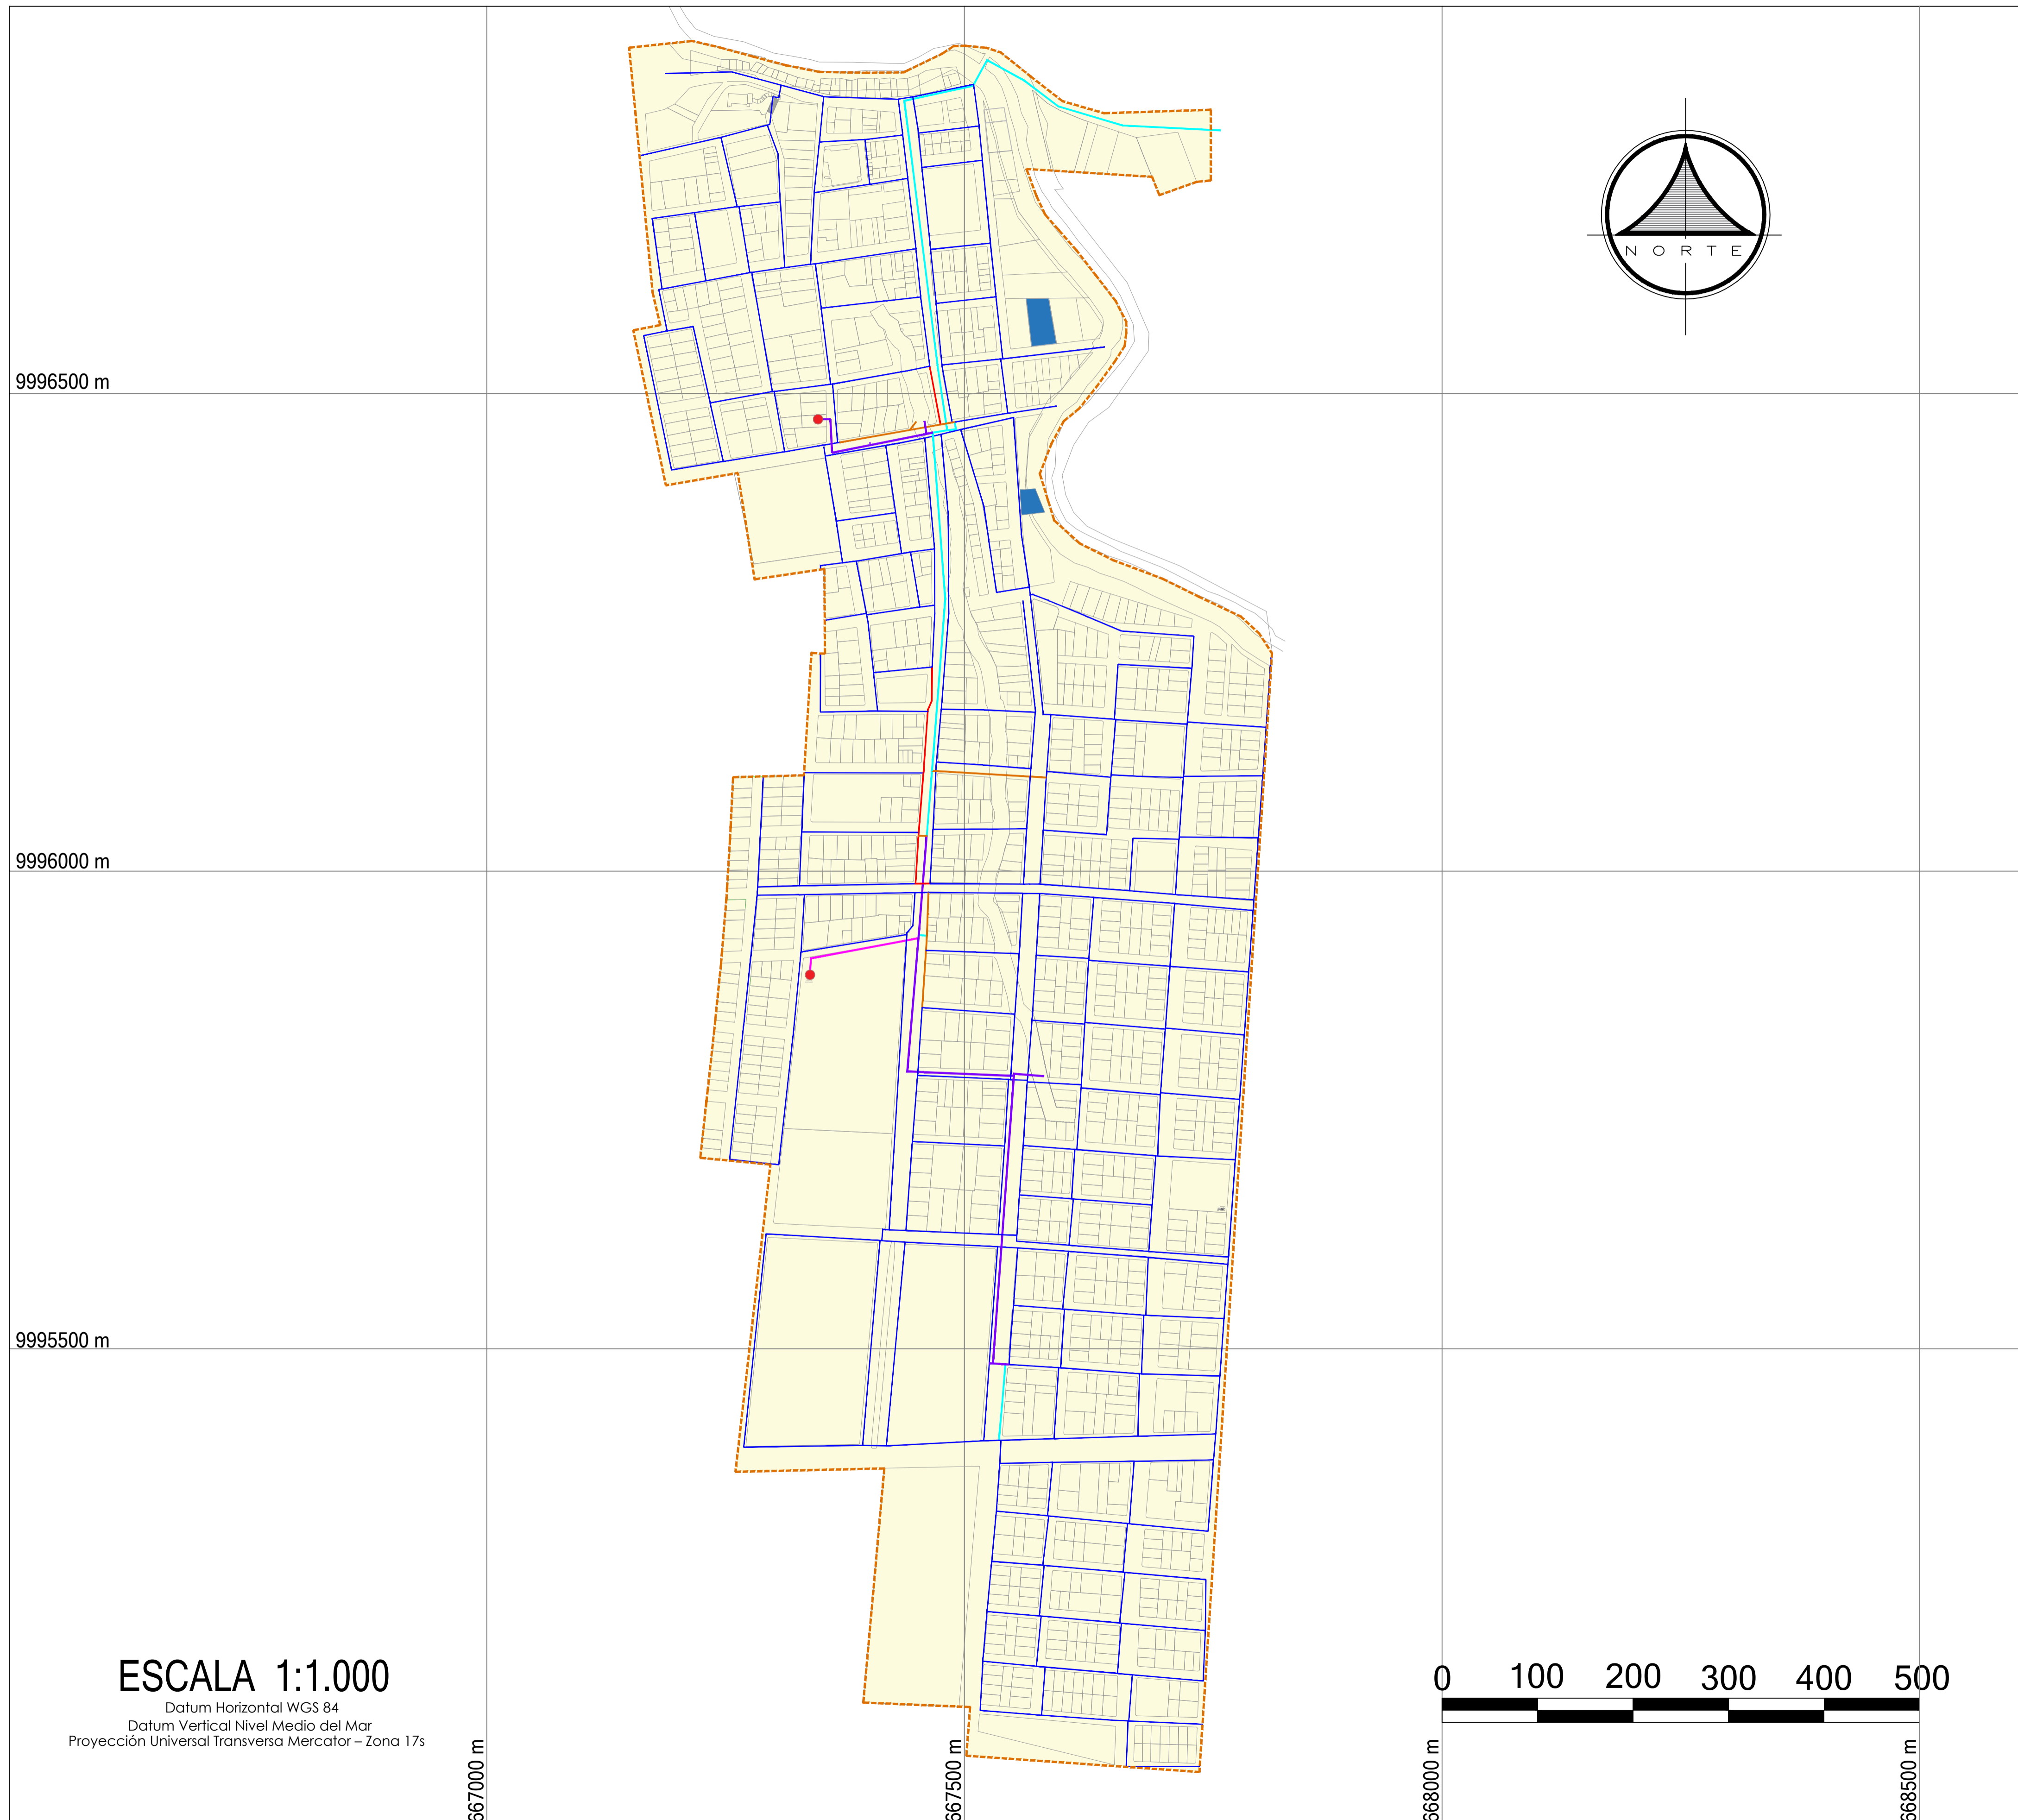 NORTE
9996500 m
9996000 m
9995500 m
ESCALA 1:1.000
Datum Horizontal WGS 84
Datum Vertical Nivel Medio del Mar
Proyección Universal Transversa Mercator – Zona 17s
0 100 200 300 400 500
667000 m
667500 m
668000 m
668500 m